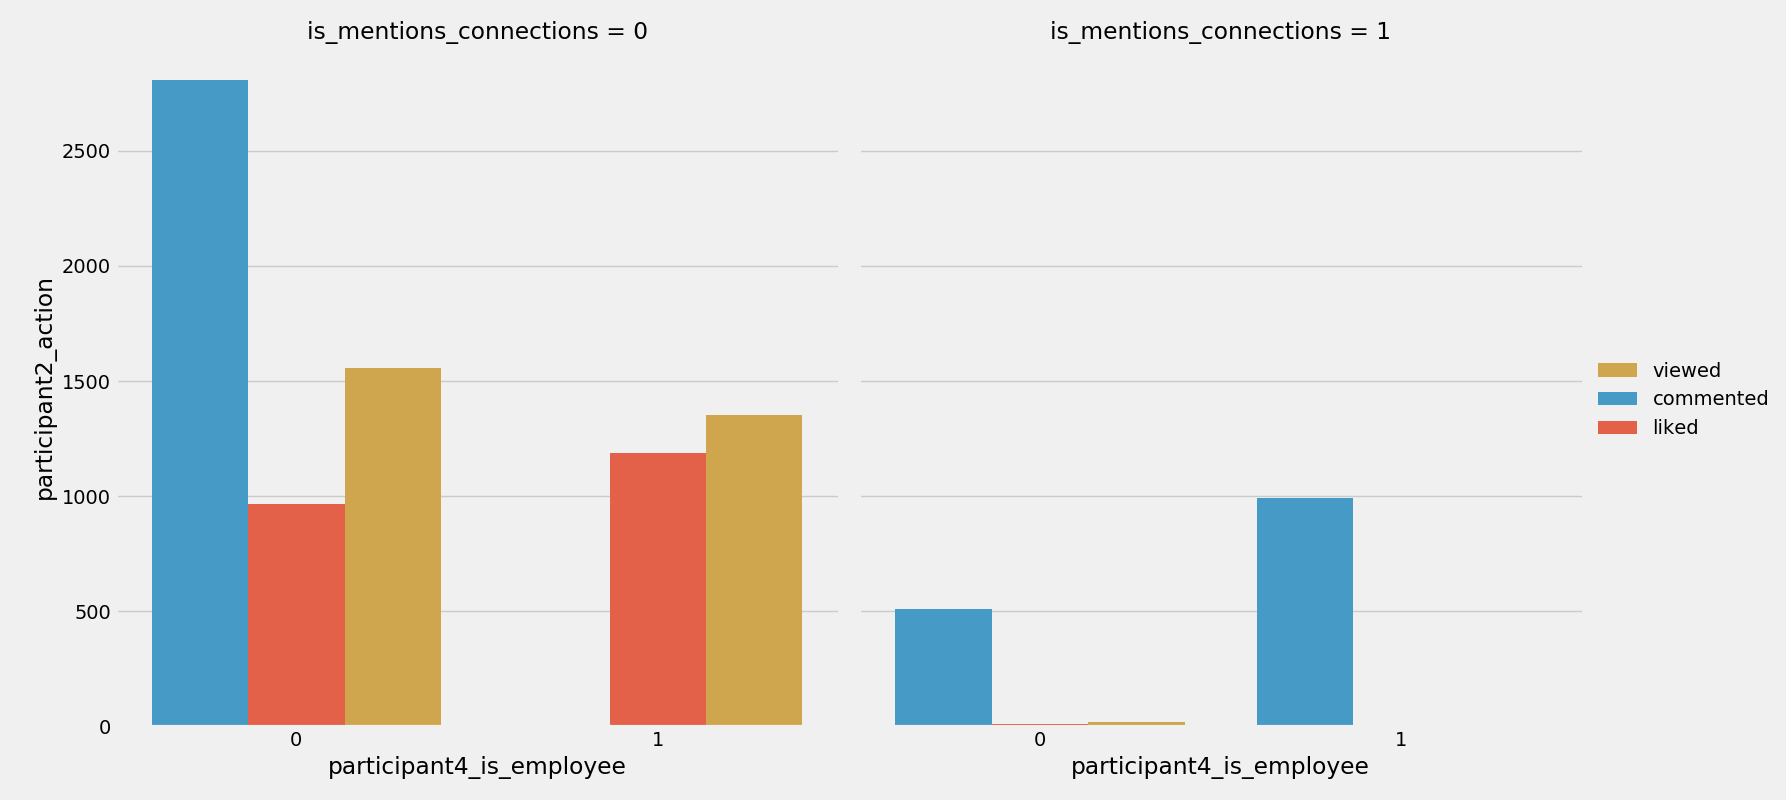 is_mentions_connections = 0
is_mentions_connections = 1
participant2_action
2500
2000
1500
1000
500
0
0
1
participant4_is_employee
0
1
participant4_is_employee
viewed
commented
liked